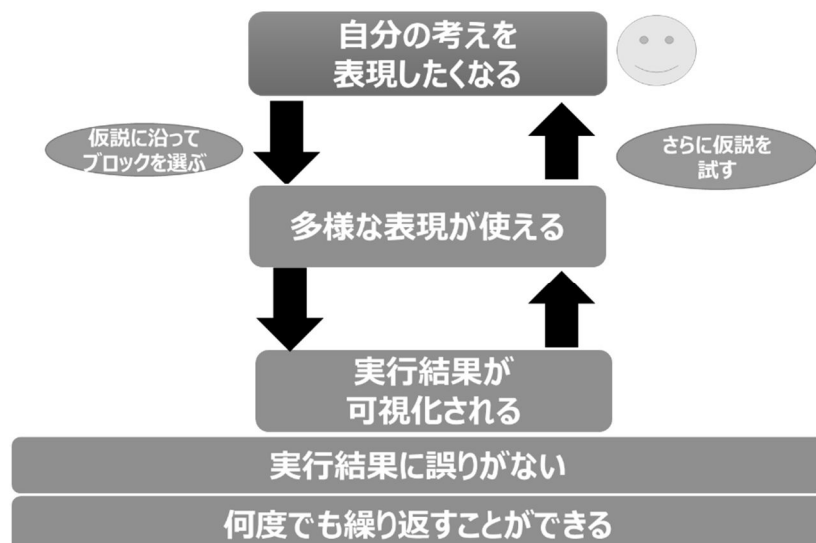 自分の考えを
表現したくなる
仮説に沿って
ブロックを選ぶ
さらに仮説を
試す
多様な表現が使える
実行結果が
可視化される
実行結果に誤りがない
何度でも繰り返すことができる